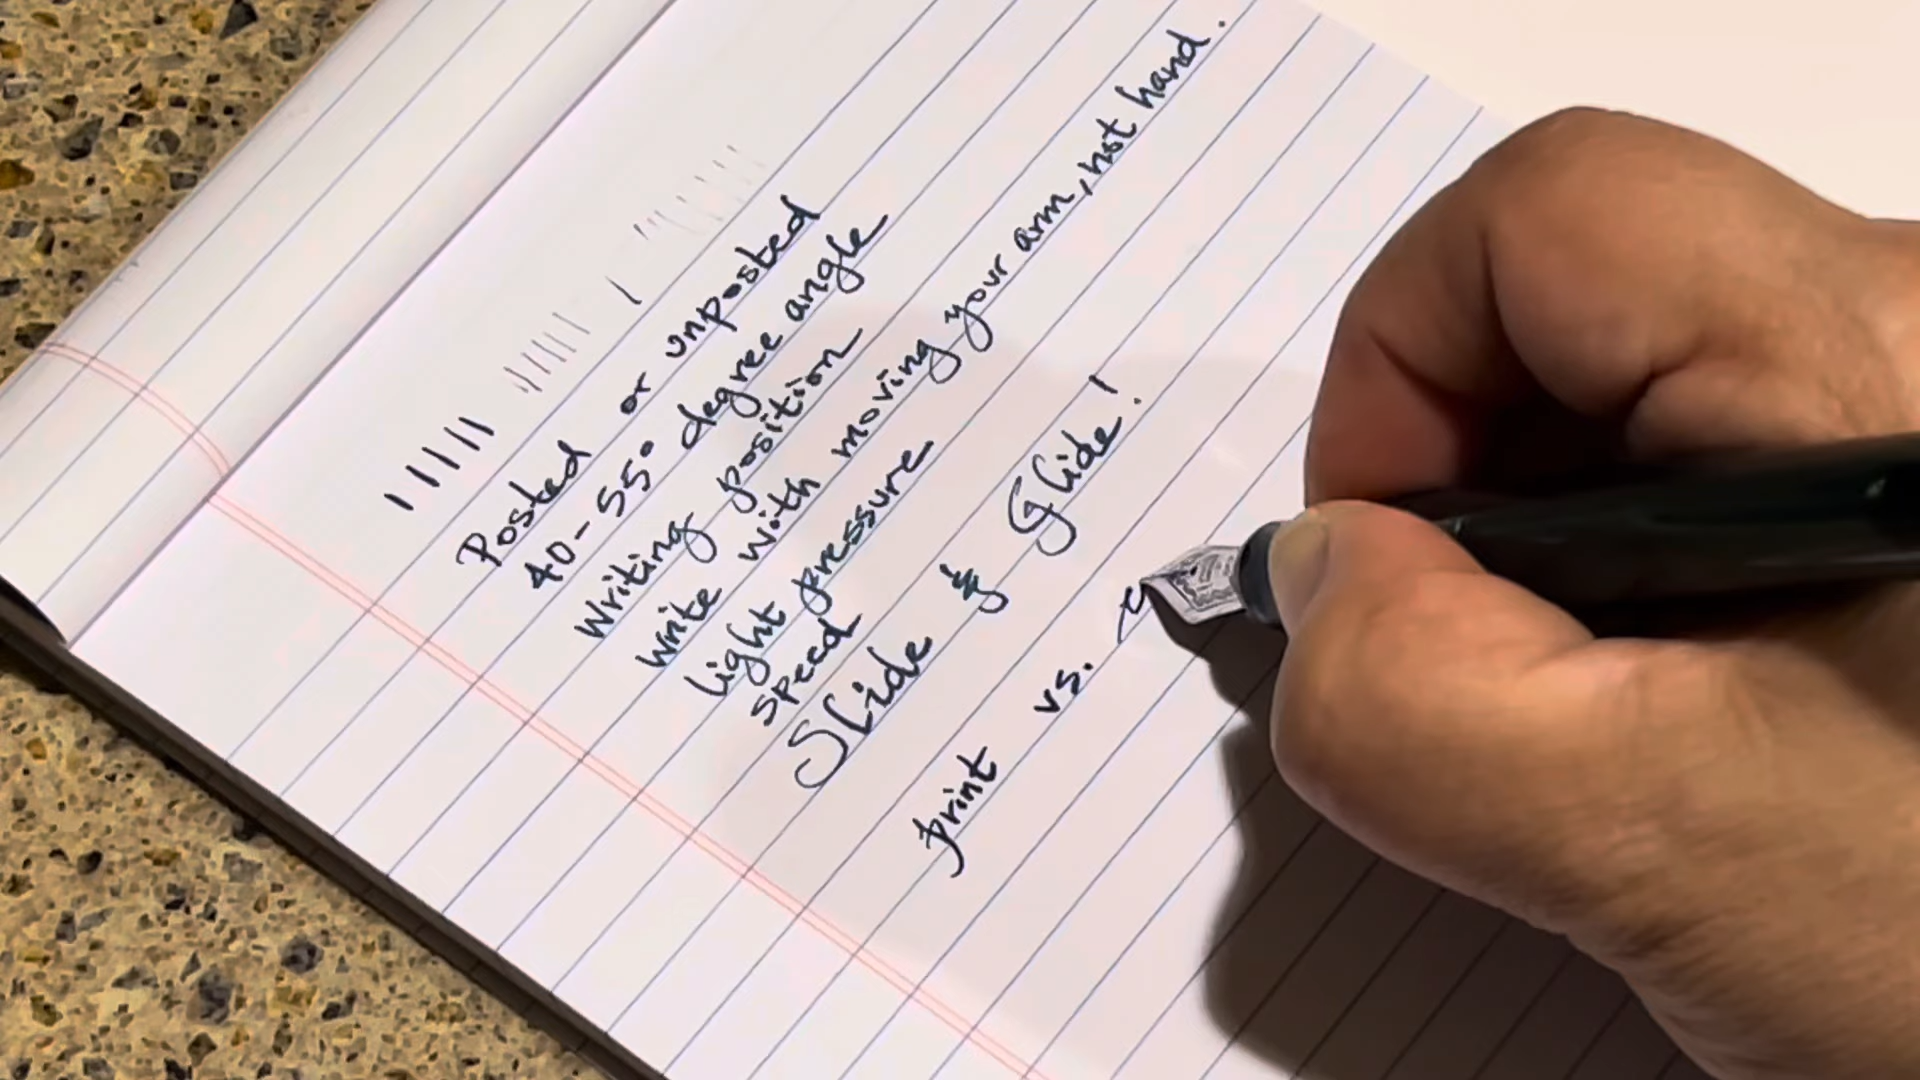 Posted or unposted
40-55° degree angle
Writing position
Write with moving your arm, not hand.
Light pressure
Speed
Slide & Glide!
print vs.